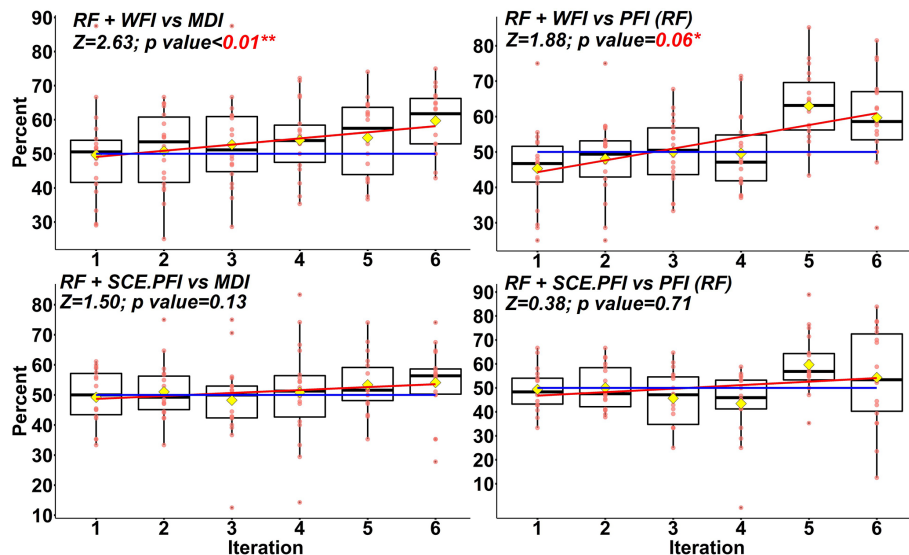 RF + WFI vs MDI
Z=2.63; p value<0.01**
Percent
90
80
70
60
50
40
30
1 2 3 4 5 6
RF + WFI vs PFI (RF)
Z=1.88; p value=0.06*
80
70
60
50
40
30
1 2 3 4 5 6
RF + SCE.PFI vs MDI
Z=1.50; p value=0.13
Percent
90
80
70
60
50
40
30
20
10
1 2 3 4 5 6
Iteration
RF + SCE.PFI vs PFI (RF)
Z=0.38; p value=0.71
90
80
70
60
50
40
30
20
10
1 2 3 4 5 6
Iteration